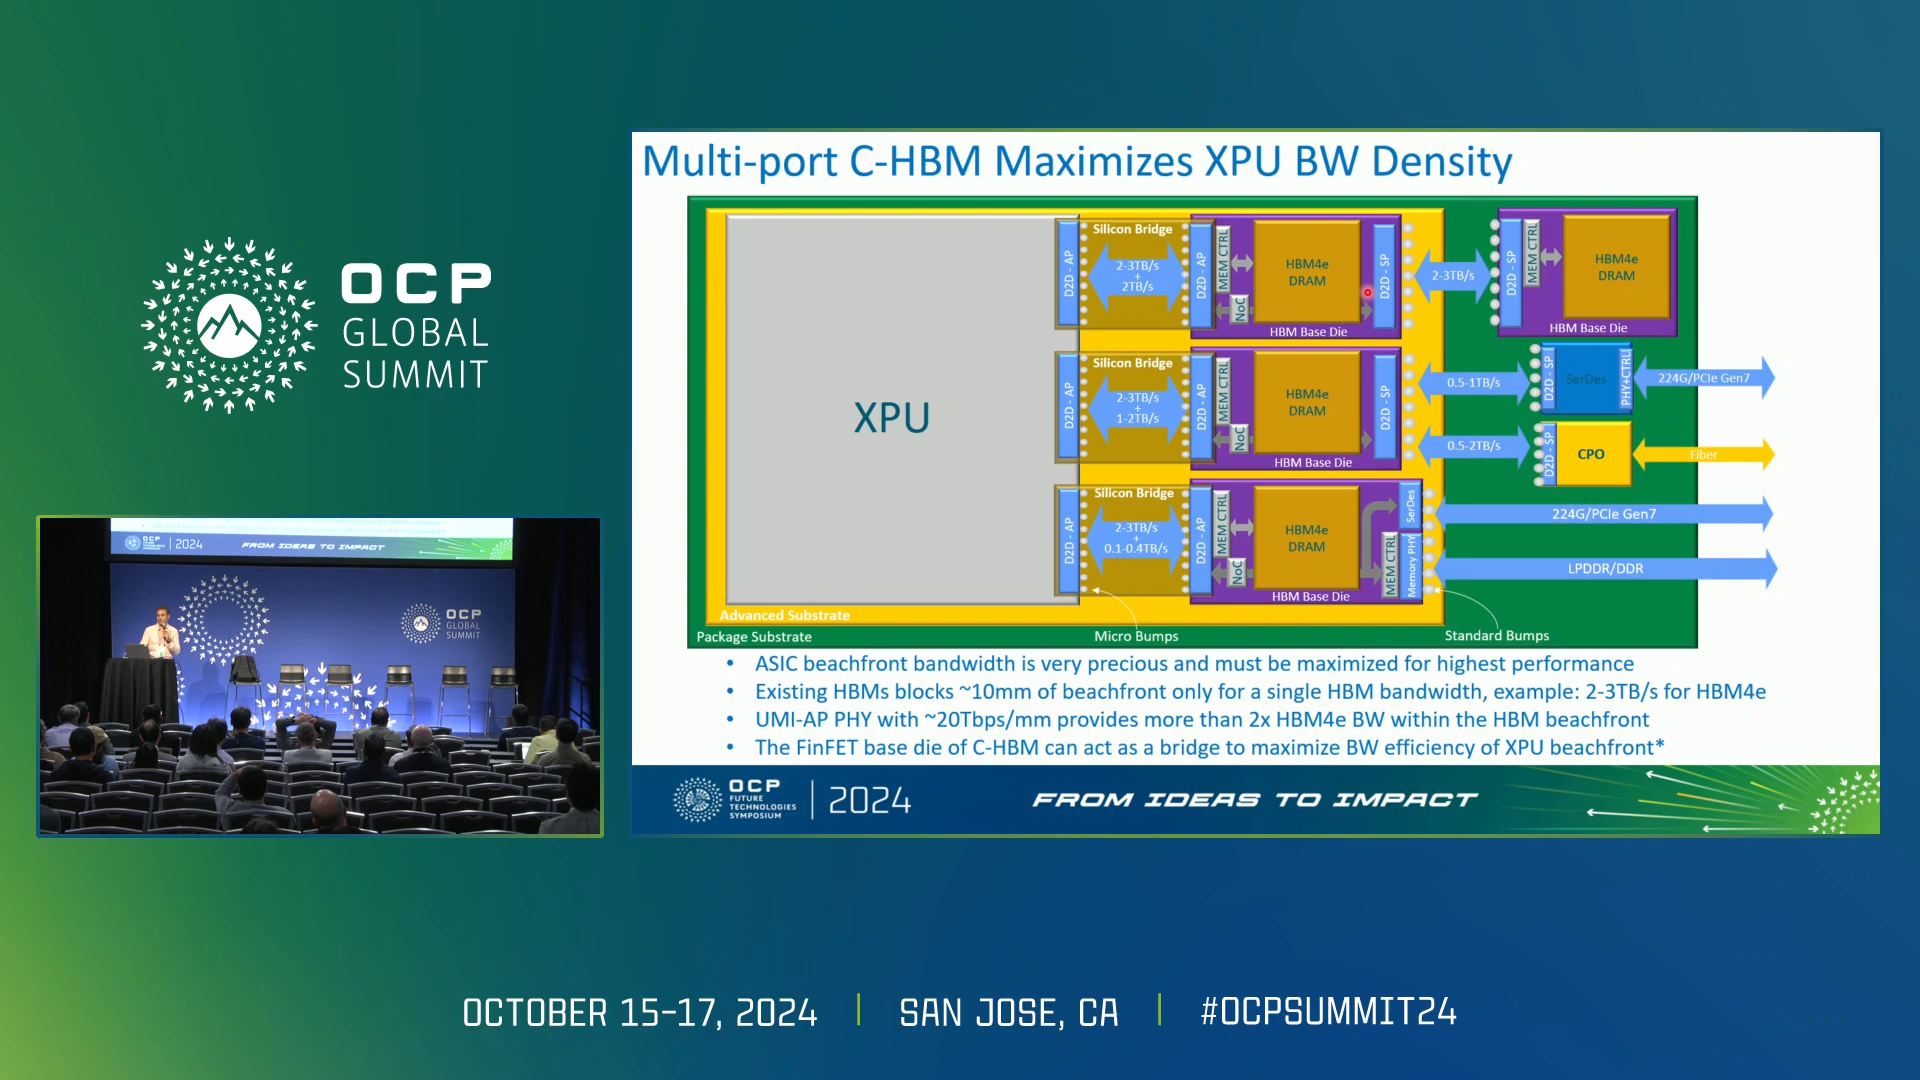 OCP
GLOBAL
SUMMIT
Multi-port C-HBM Maximizes XPU BW Density
XPU
Silicon Bridge
D2D - AP
2-3TB/s
+
2TB/s
D2D - AP
MEM CTRL
NoC
HBM4e
DRAM
D2D - SP
HBM Base Die
2-3TB/s
D2D - SP
MEM CTRL
HBM4e
DRAM
HBM Base Die
Silicon Bridge
D2D - AP
2-3TB/s
+
1-2TB/s
D2D - AP
MEM CTRL
NoC
HBM4e
DRAM
D2D - SP
HBM Base Die
0.5-1TB/s
D2D - SP
SerDes
PHY+CTRL
224G/PCIe Gen7
0.5-2TB/s
D2D - SP
CPO
Fiber
Silicon Bridge
D2D - AP
2-3TB/s
+
0.1-0.4TB/s
D2D - AP
MEM CTRL
NoC
HBM4e
DRAM
SerDes
MEM CTRL
Memory PHY
HBM Base Die
224G/PCIe Gen7
LPDDR/DDR
Advanced Substrate
Package Substrate
Micro Bumps
Standard Bumps
• ASIC beachfront bandwidth is very precious and must be maximized for highest performance
• Existing HBMs blocks ~10mm of beachfront only for a single HBM bandwidth, example: 2-3TB/s for HBM4e
• UMI-AP PHY with ~20Tbps/mm provides more than 2x HBM4e BW within the HBM beachfront
• The FinFET base die of C-HBM can act as a bridge to maximize BW efficiency of XPU beachfront*
OCP
FUTURE
TECHNOLOGIES
SYMPOSIUM
2024
FROM IDEAS TO IMPACT
2024
FROM IDEAS TO IMPACT
OCP
GLOBAL
SUMMIT
OCTOBER 15-17, 2024
SAN JOSE, CA
#OCPSUMMIT24